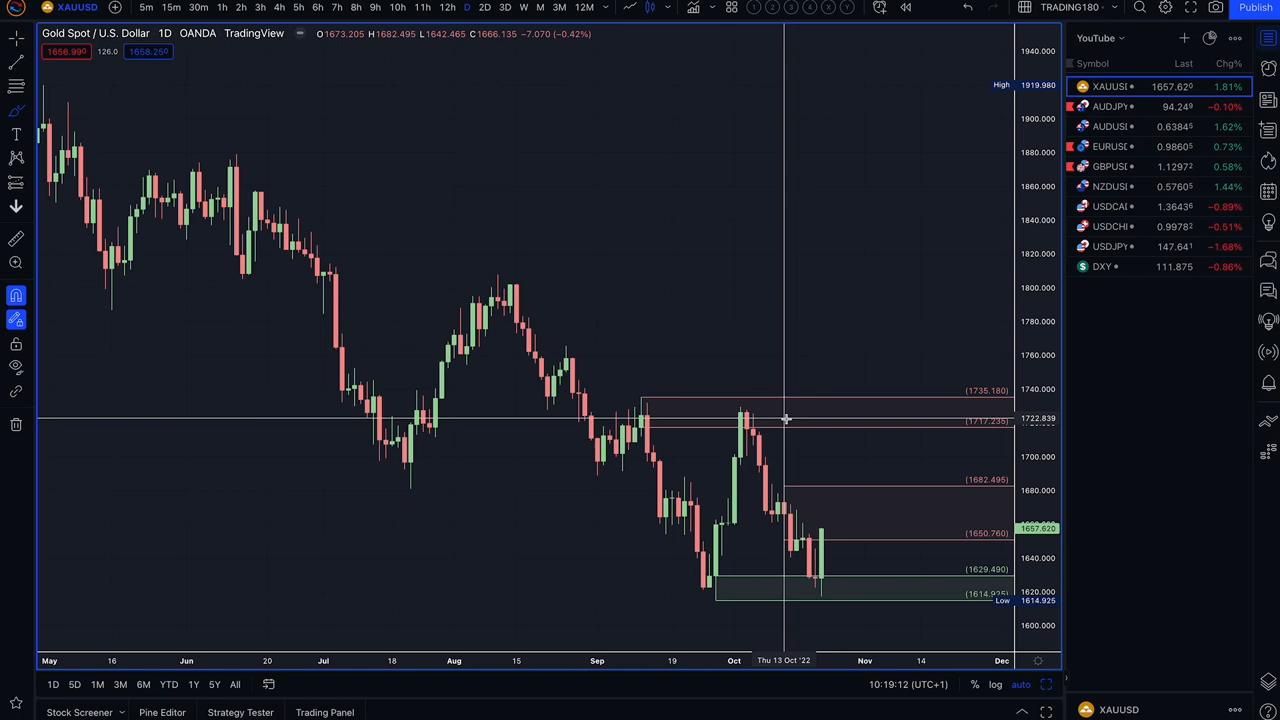 XAUUSD 5m 15m 30m 1h 2h 3h 4h 5h 6h 7h 8h 9h 10h 11h 12h D 2D 3D W M 3M 12M TRADING180 Publish
Gold Spot / U.S. Dollar 1D OANDA TradingView O1673.205 H1682.495 L1642.465 C1666.135 −7.070 (−0.42%)
1656.990 126.0 1658.250
YouTube
Symbol Last Chg%
XAUUSI 1657.620 1.81%
AUDJPY 94.249 −0.10%
AUDUSI 0.63845 1.62%
EURUSI 0.98605 0.73%
GBPUSI 1.12972 0.58%
NZDUSI 0.57605 1.44%
USDCAI 1.36436 −0.89%
USDCHI 0.99782 −0.51%
USDJPY 147.641 −1.68%
DXY 111.875 −0.86%
1940.000
High 1919.980
1900.000
1880.000
1860.000
1840.000
1820.000
1800.000
1780.000
1760.000
1740.000
(1735.180)
1722.839
(1717.235)
1700.000
(1682.495)
1680.000
1657.620
(1650.760)
1640.000
(1629.490)
1620.000
(1614.925)
Low 1614.925
1600.000
May 16 Jun 20 Jul 18 Aug 15 Sep 19 Oct Thu 13 Oct '22 Nov 14 Dec
1D 5D 1M 3M 6M YTD 1Y 5Y All 10:19:12 (UTC+1) % log auto
Stock Screener Pine Editor Strategy Tester Trading Panel XAUUSD